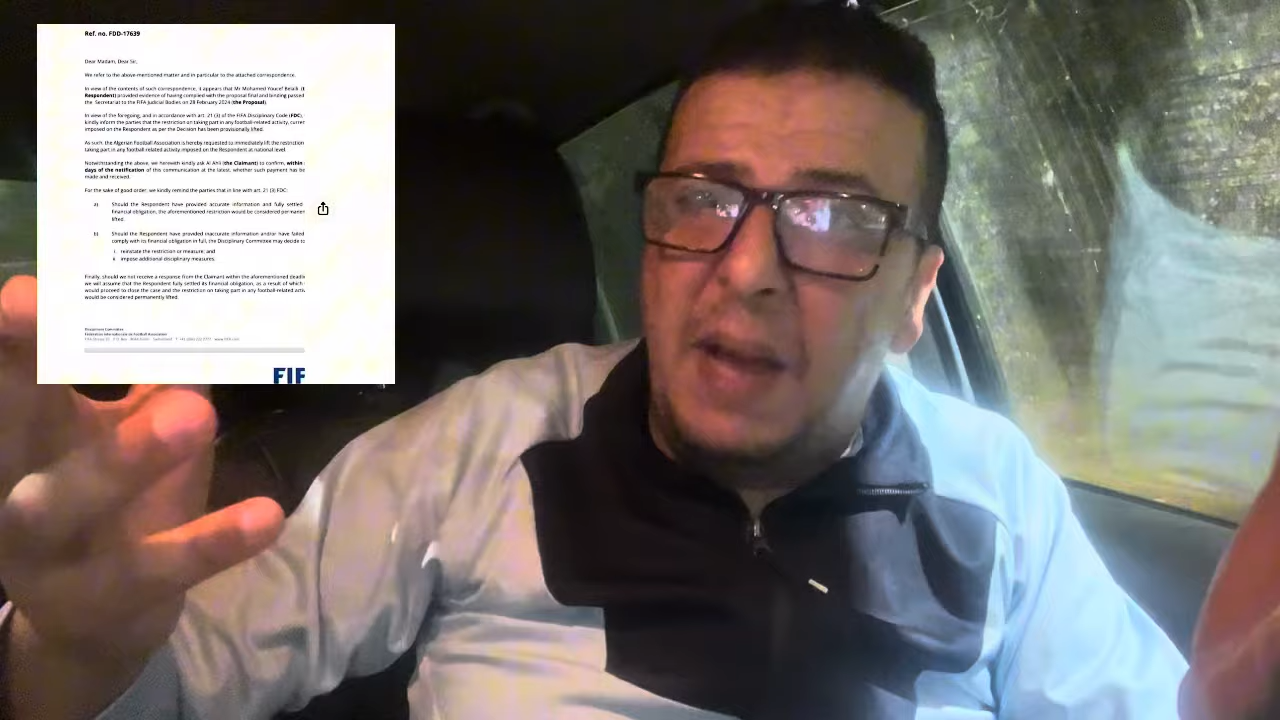 Ref. no. FDD-17639
Dear Madam, Dear Sir,
We refer to the above-mentioned matter and in particular to the attached correspondence.
In view of the contents of such correspondence, it appears that Mr Mohamed Youcef Belaïli (t
Respondent) provided evidence of having complied with the proposal final and binding passed
the Secretariat to the FIFA Judicial Bodies on 28 February 2024 (the Proposal).
In view of the foregoing, and in accordance with art. 21 (3) of the FIFA Disciplinary Code (FDC),
kindly inform the parties that the restriction on taking part in any football-related activity, curren
imposed on the Respondent as per the Decision has been provisionally lifted.
As such, the Algerian Football Association is hereby requested to immediately lift the restriction
taking part in any football-related activity imposed on the Respondent at national level.
Notwithstanding the above, we herewith kindly ask Al Ahli (the Claimant) to confirm, within
days of the notification of this communication at the latest, whether such payment has be
made and received.
For the sake of good order, we kindly remind the parties that in line with art. 21 (3) FDC:
a) Should the Respondent have provided accurate information and fully settled
financial obligation, the aforementioned restriction would be considered permanen
lifted.
b) Should the Respondent have provided inaccurate information and/or have failed
comply with its financial obligation in full, the Disciplinary Committee may decide to
i. reinstate the restriction or measure; and
ii. impose additional disciplinary measures.
Finally, should we not receive a response from the Claimant within the aforementioned deadli
we will assume that the Respondent fully settled its financial obligation, as a result of which
would proceed to close the case and the restriction on taking part in any football-related activ
would be considered permanently lifted.
Fédération Internationale de Football Association
www.fifa.com
FIF